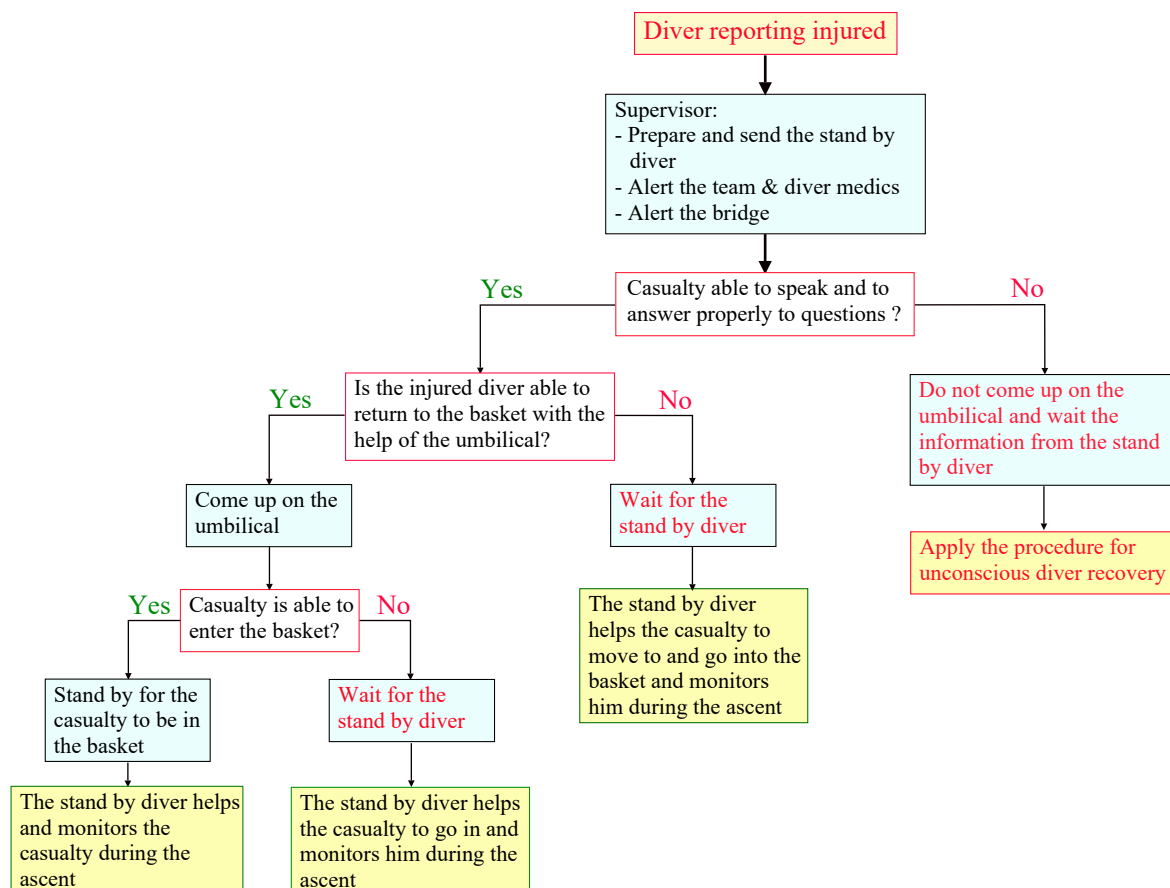 Diver reporting injured
Supervisor:
- Prepare and send the stand by
diver
- Alert the team & diver medics
- Alert the bridge
Casualty able to speak and to
answer properly to questions ?
Yes
No
Is the injured diver able to
return to the basket with the
help of the umbilical?
Yes
No
Do not come up on the
umbilical and wait the
information from the stand
by diver
Come up on the
umbilical
Wait for the
stand by diver
Apply the procedure for
unconscious diver recovery
Casualty is able to
enter the basket?
Yes
No
The stand by diver
helps the casualty to
move to and go into the
basket and monitors
him during the ascent
Stand by for the
casualty to be in
the basket
Wait for the
stand by diver
The stand by diver helps
and monitors the
casualty during the
ascent
The stand by diver helps
the casualty to go in and
monitors him during the
ascent